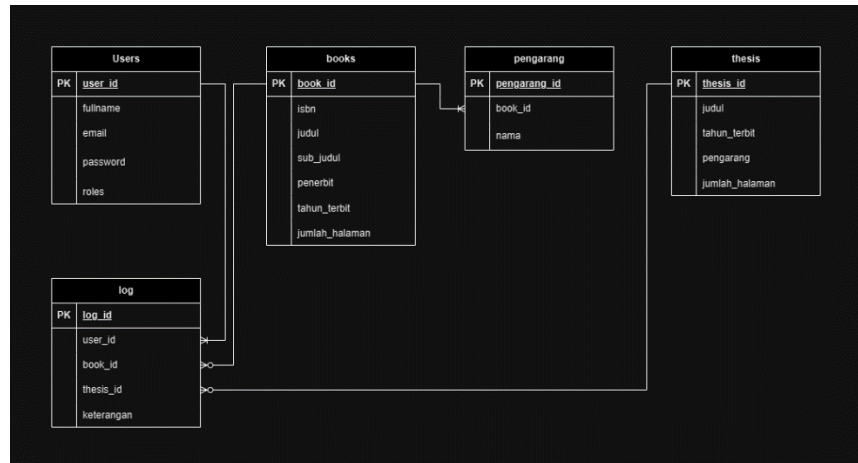 Users
PK user_id
fullname
email
password
roles
books
PK book_id
isbn
judul
sub_judul
penerbit
tahun_terbit
jumlah_halaman
pengarang
PK pengarang_id
book_id
nama
thesis
PK thesis_id
judul
tahun_terbit
pengarang
jumlah_halaman
log
PK log_id
user_id
book_id
thesis_id
keterangan